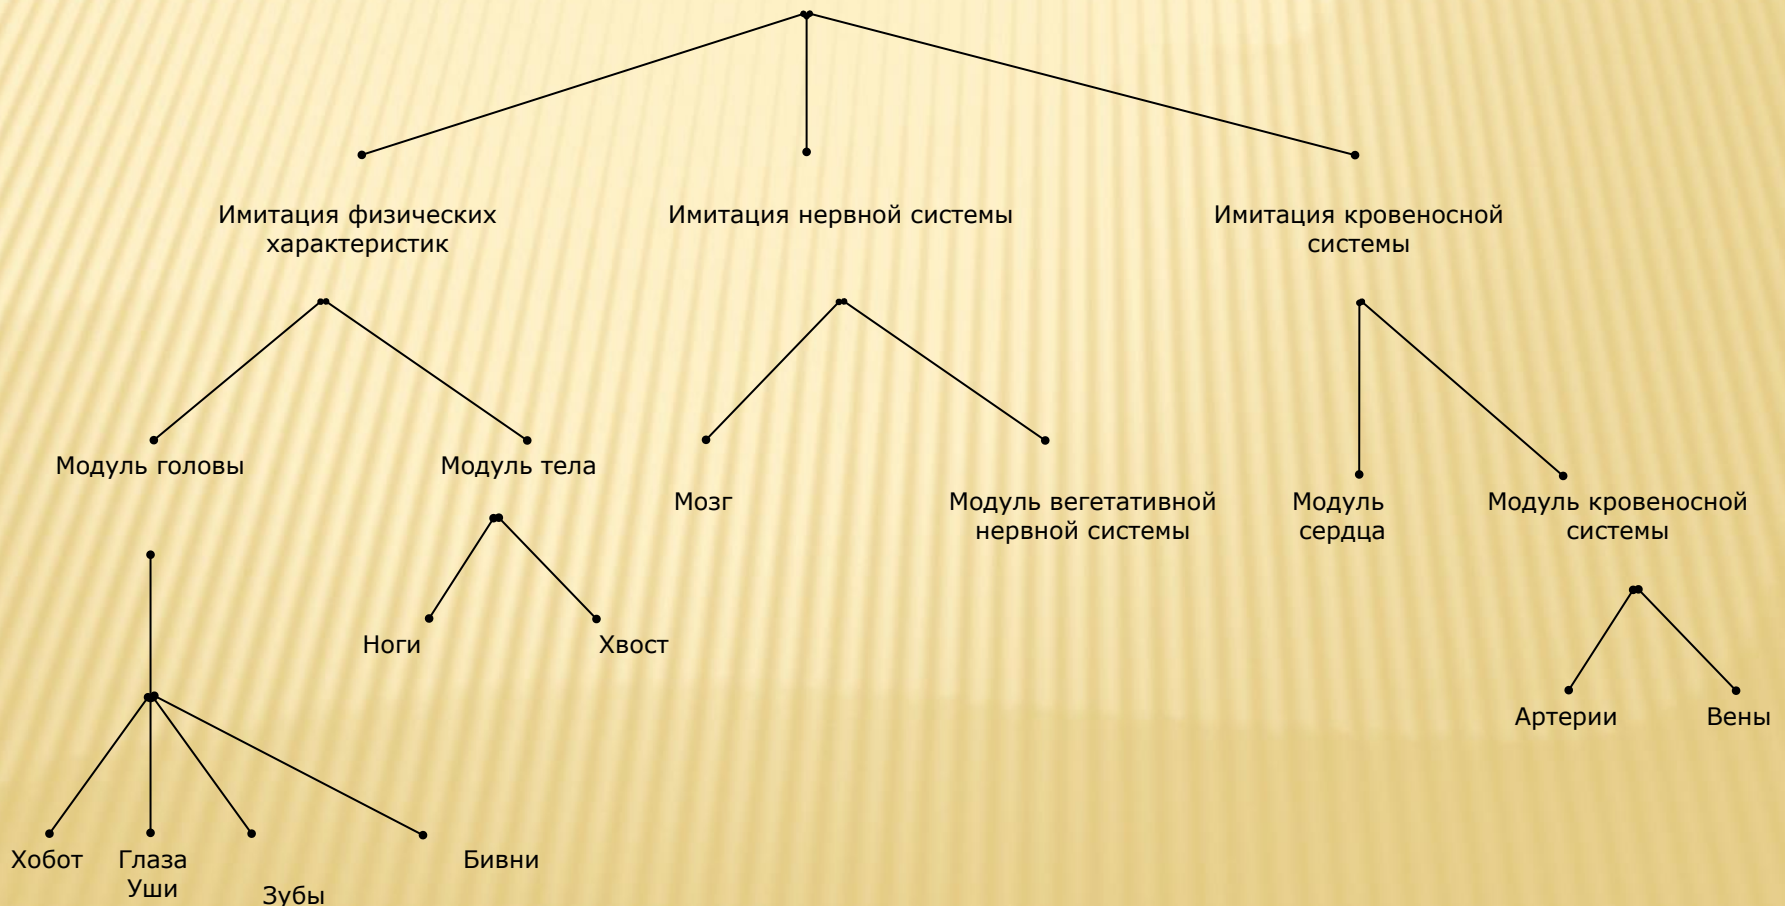 Имитация физических
характеристик
Имитация нервной системы
Имитация кровеносной
системы
Модуль головы
Модуль тела
Мозг
Модуль вегетативной
нервной системы
Модуль
сердца
Модуль кровеносной
системы
Ноги
Хвост
Артерии
Вены
Хобот
Глаза
Уши
Зубы
Бивни